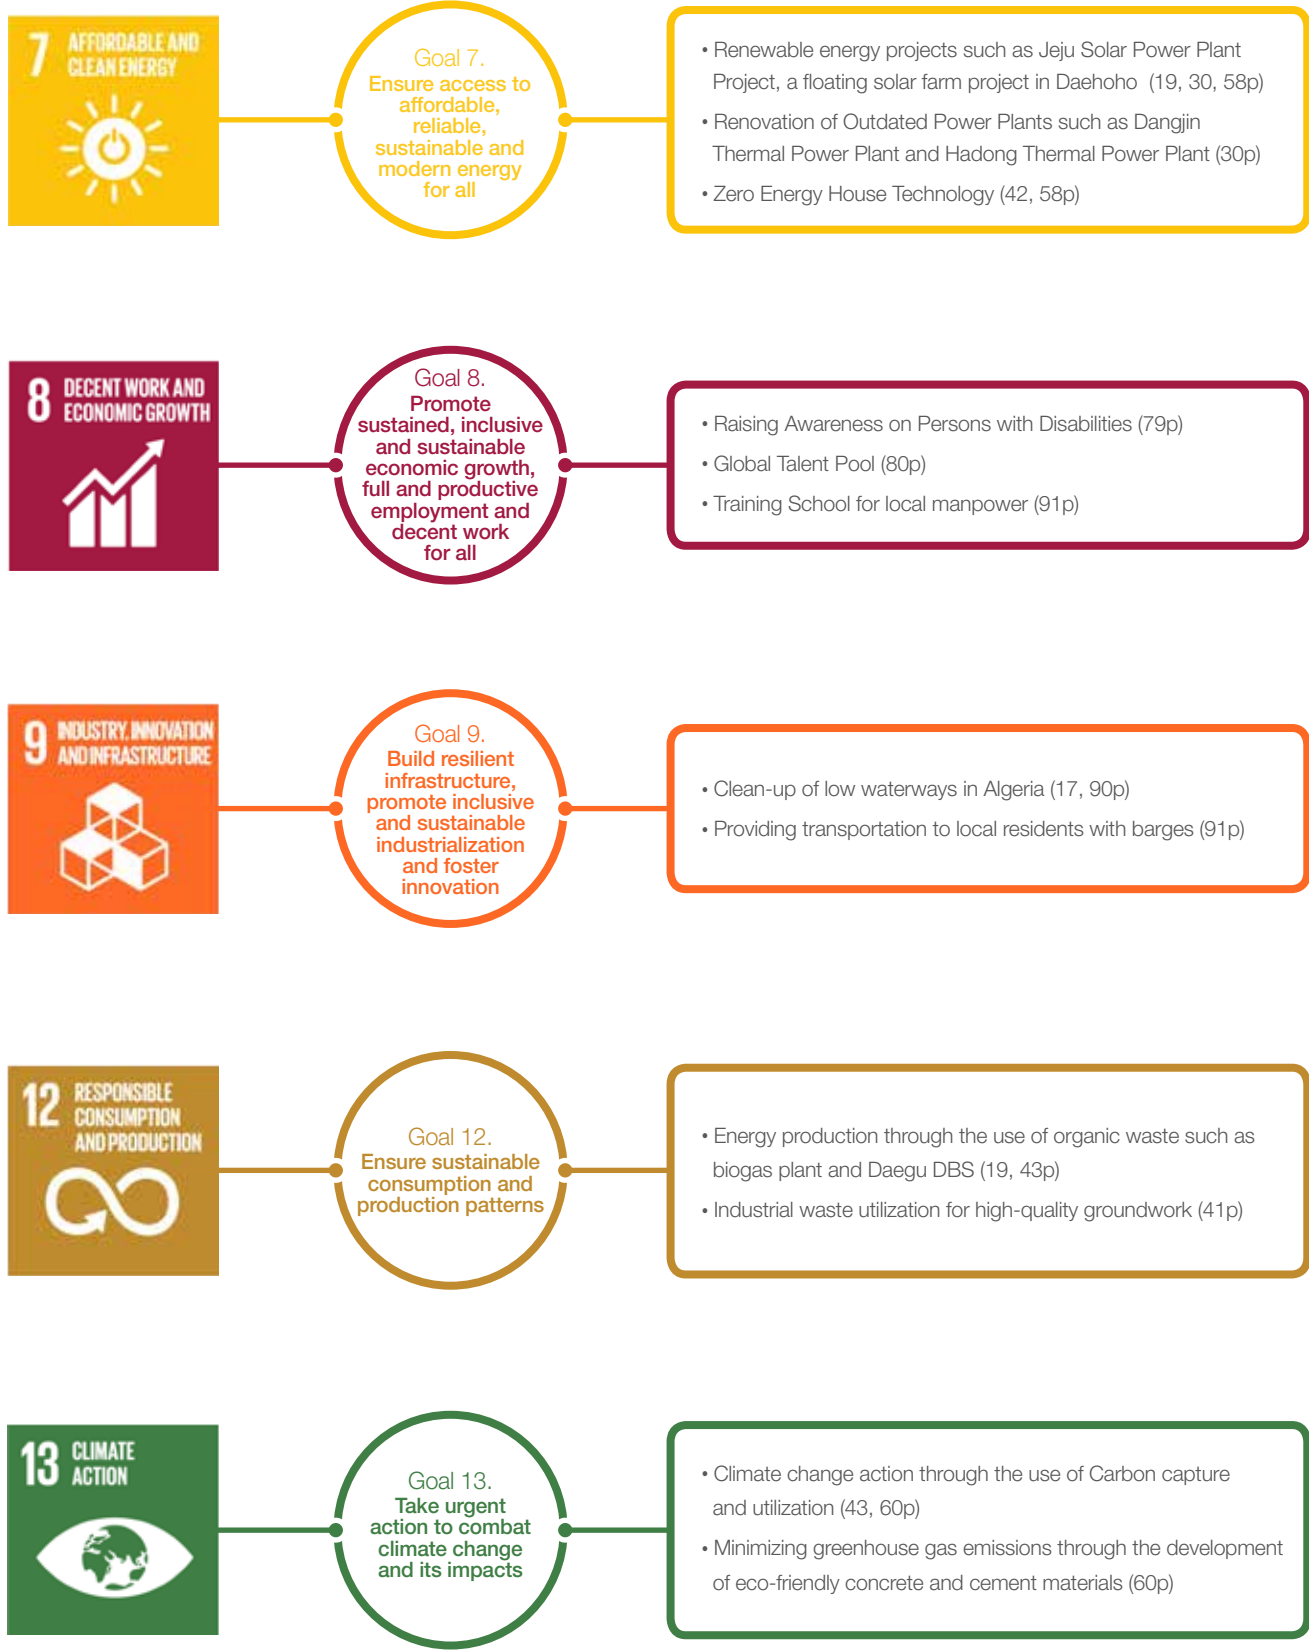 7 AFFORDABLE AND
CLEAN ENERGY
Goal 7.
Ensure access to
affordable,
reliable,
sustainable and
modern energy
for all
• Renewable energy projects such as Jeju Solar Power Plant
Project, a floating solar farm project in Daehoho (19, 30, 58p)
• Renovation of Outdated Power Plants such as Dangjin
Thermal Power Plant and Hadong Thermal Power Plant (30p)
• Zero Energy House Technology (42, 58p)
8 DECENT WORK AND
ECONOMIC GROWTH
Goal 8.
Promote
sustained, inclusive
and sustainable
economic growth,
full and productive
employment and
decent work
for all
• Raising Awareness on Persons with Disabilities (79p)
• Global Talent Pool (80p)
• Training School for local manpower (91p)
9 INDUSTRY, INNOVATION
AND INFRASTRUCTURE
Goal 9.
Build resilient
infrastructure,
promote inclusive
and sustainable
industrialization
and foster
innovation
• Clean-up of low waterways in Algeria (17, 90p)
• Providing transportation to local residents with barges (91p)
12 RESPONSIBLE
CONSUMPTION
AND PRODUCTION
Goal 12.
Ensure sustainable
consumption and
production patterns
• Energy production through the use of organic waste such as
biogas plant and Daegu DBS (19, 43p)
• Industrial waste utilization for high-quality groundwork (41p)
13 CLIMATE
ACTION
Goal 13.
Take urgent
action to combat
climate change
and its impacts
• Climate change action through the use of Carbon capture
and utilization (43, 60p)
• Minimizing greenhouse gas emissions through the development
of eco-friendly concrete and cement materials (60p)